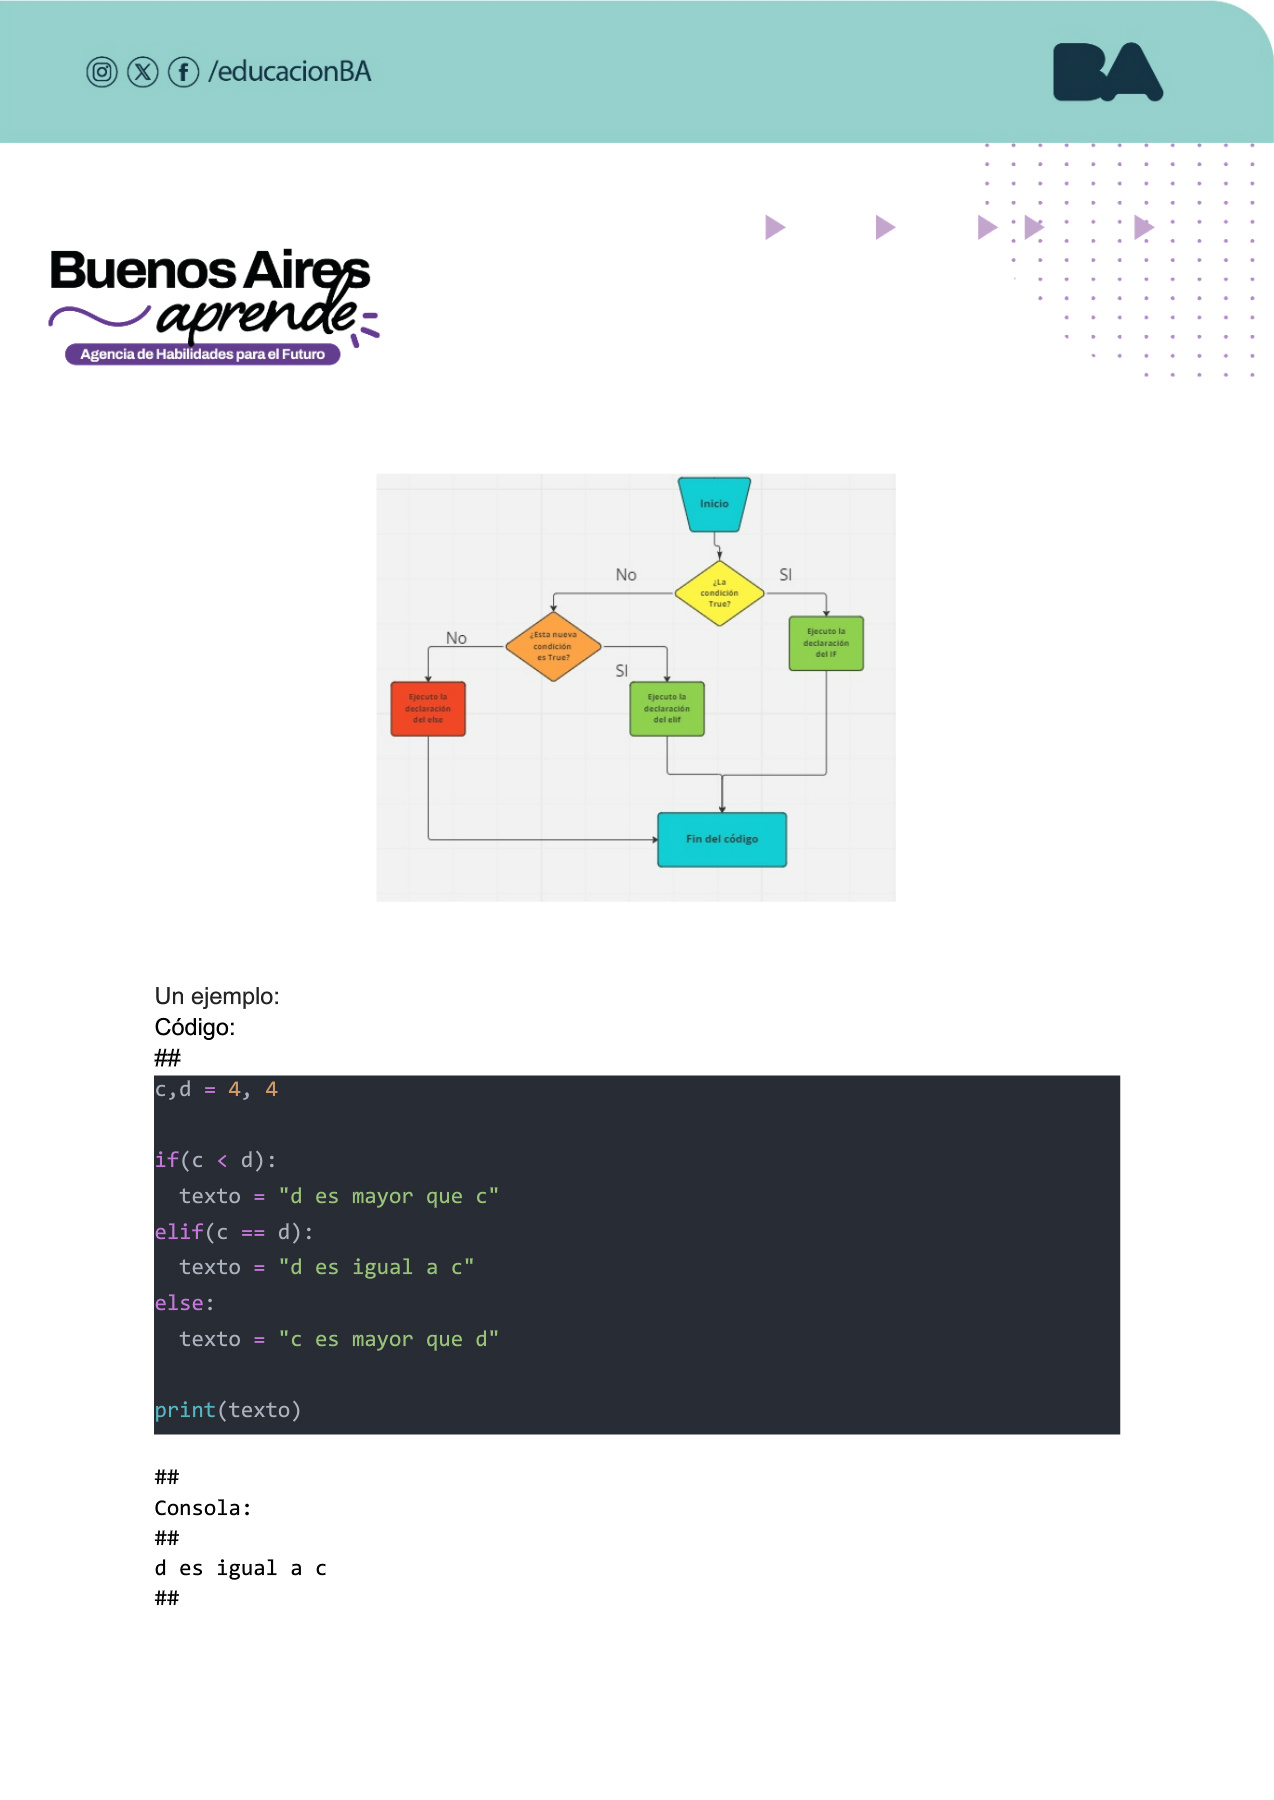 /educacionBA
BA
Buenos Aires
aprende
Agencia de Habilidades para el Futuro
Inicio
No
¿La
condición
True?
SI
No
¿Esta nueva
condición
es True?
SI
Ejecuto la
declaración
del IF
Ejecuto la
declaración
del else
Ejecuto la
declaración
del elif
Fin del código
Un ejemplo:
Código:
##
c,d = 4, 4
if(c < d):
  texto = "d es mayor que c"
elif(c == d):
  texto = "d es igual a c"
else:
  texto = "c es mayor que d"
print(texto)
##
Consola:
##
d es igual a c
##